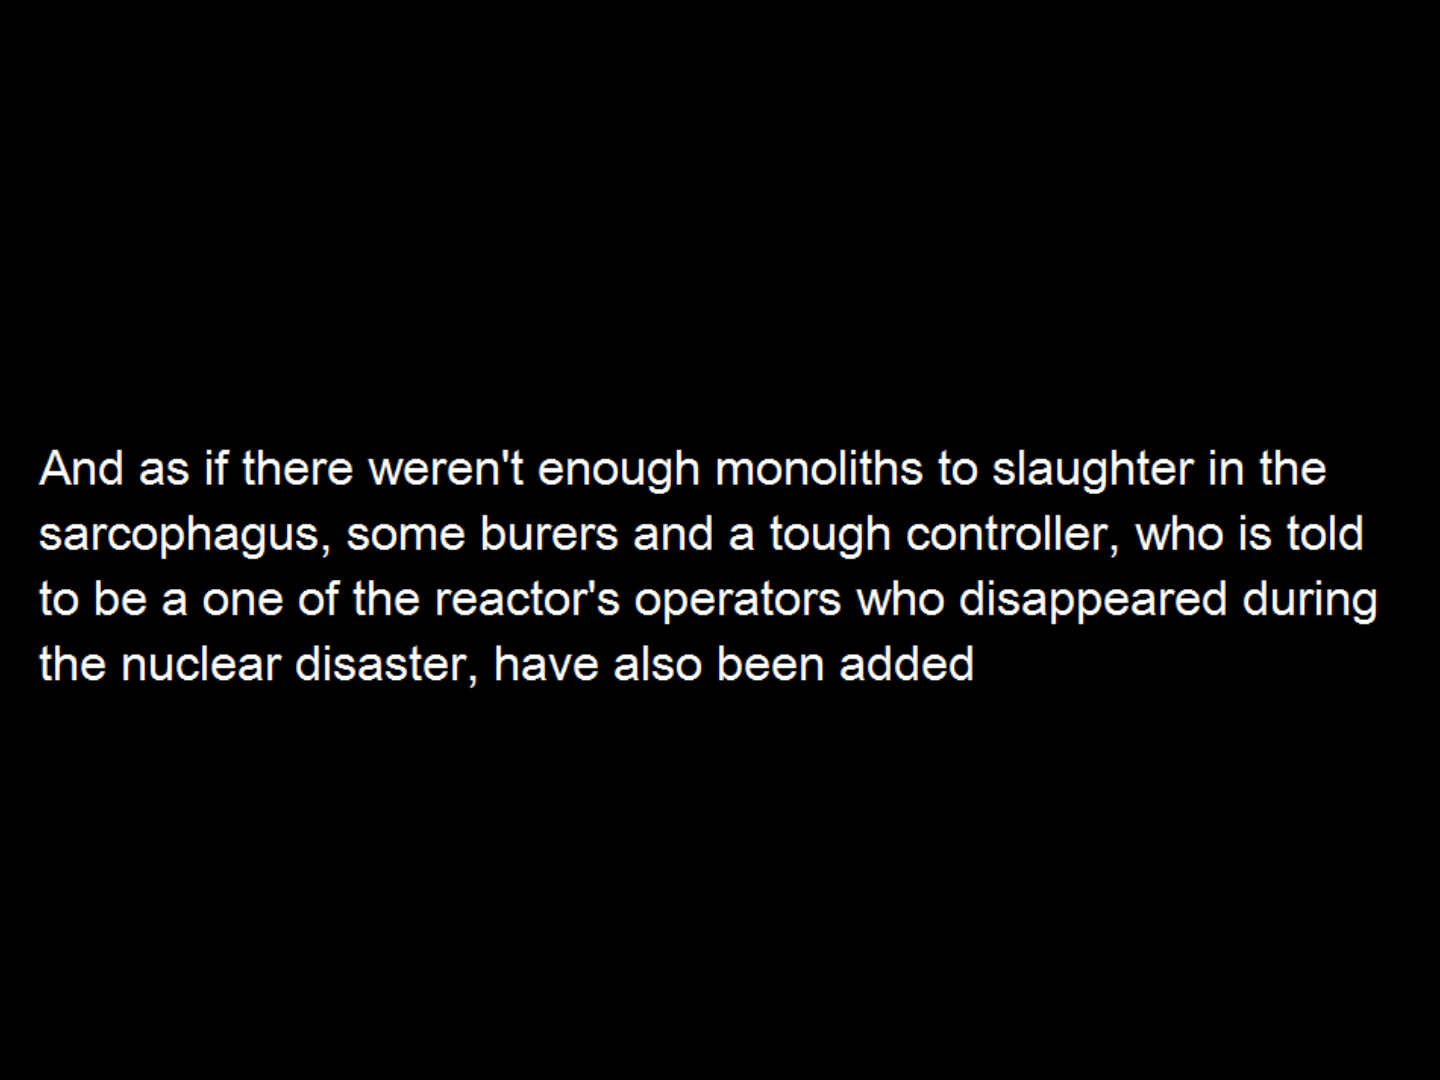 And as if there weren't enough monoliths to slaughter in the
sarcophagus, some burers and a tough controller, who is told
to be a one of the reactor's operators who disappeared during
the nuclear disaster, have also been added